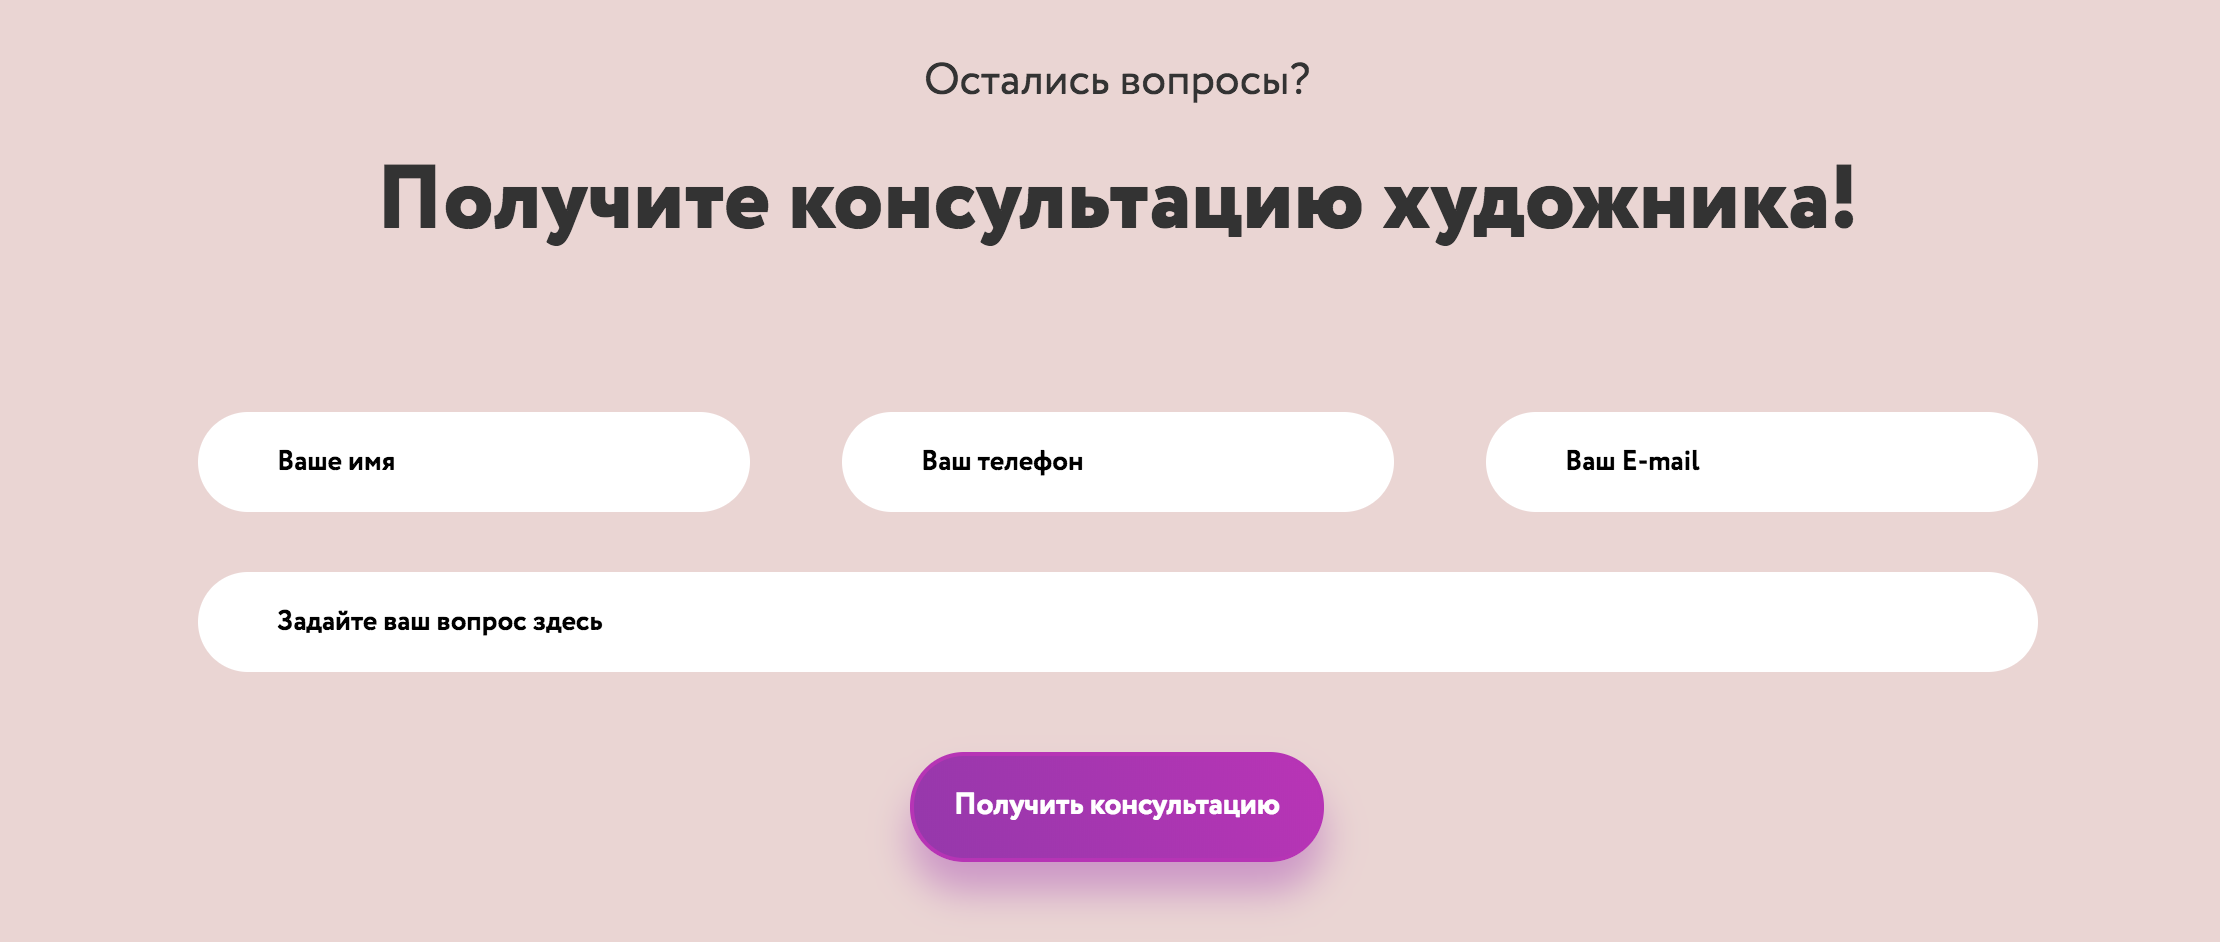 Остались вопросы?
Получите консультацию художника!
Ваше имя
Ваш телефон
Ваш E-mail
Задайте ваш вопрос здесь
Получить консультацию